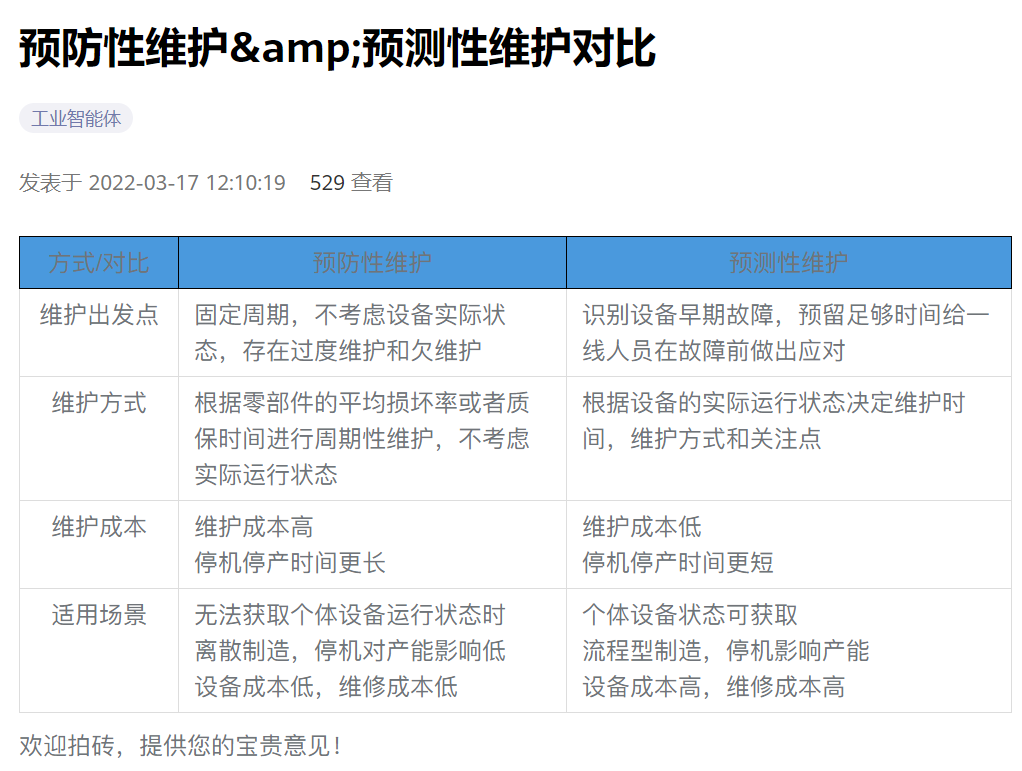 预防性维护&amp;预测性维护对比
工业智能体
发表于 2022-03-17 12:10:19 529 查看
方式/对比 预防性维护 预测性维护
维护出发点
固定周期，不考虑设备实际状
态，存在过度维护和欠维护
识别设备早期故障，预留足够时间给一
线人员在故障前做出应对
维护方式
根据零部件的平均损坏率或者质
保时间进行周期性维护，不考虑
实际运行状态
根据设备的实际运行状态决定维护时
间，维护方式和关注点
维护成本
维护成本高
停机停产时间更长
维护成本低
停机停产时间更短
适用场景
无法获取个体设备运行状态时
离散制造，停机对产能影响低
设备成本低，维修成本低
个体设备状态可获取
流程型制造，停机影响产能
设备成本高，维修成本高
欢迎拍砖，提供您的宝贵意见！